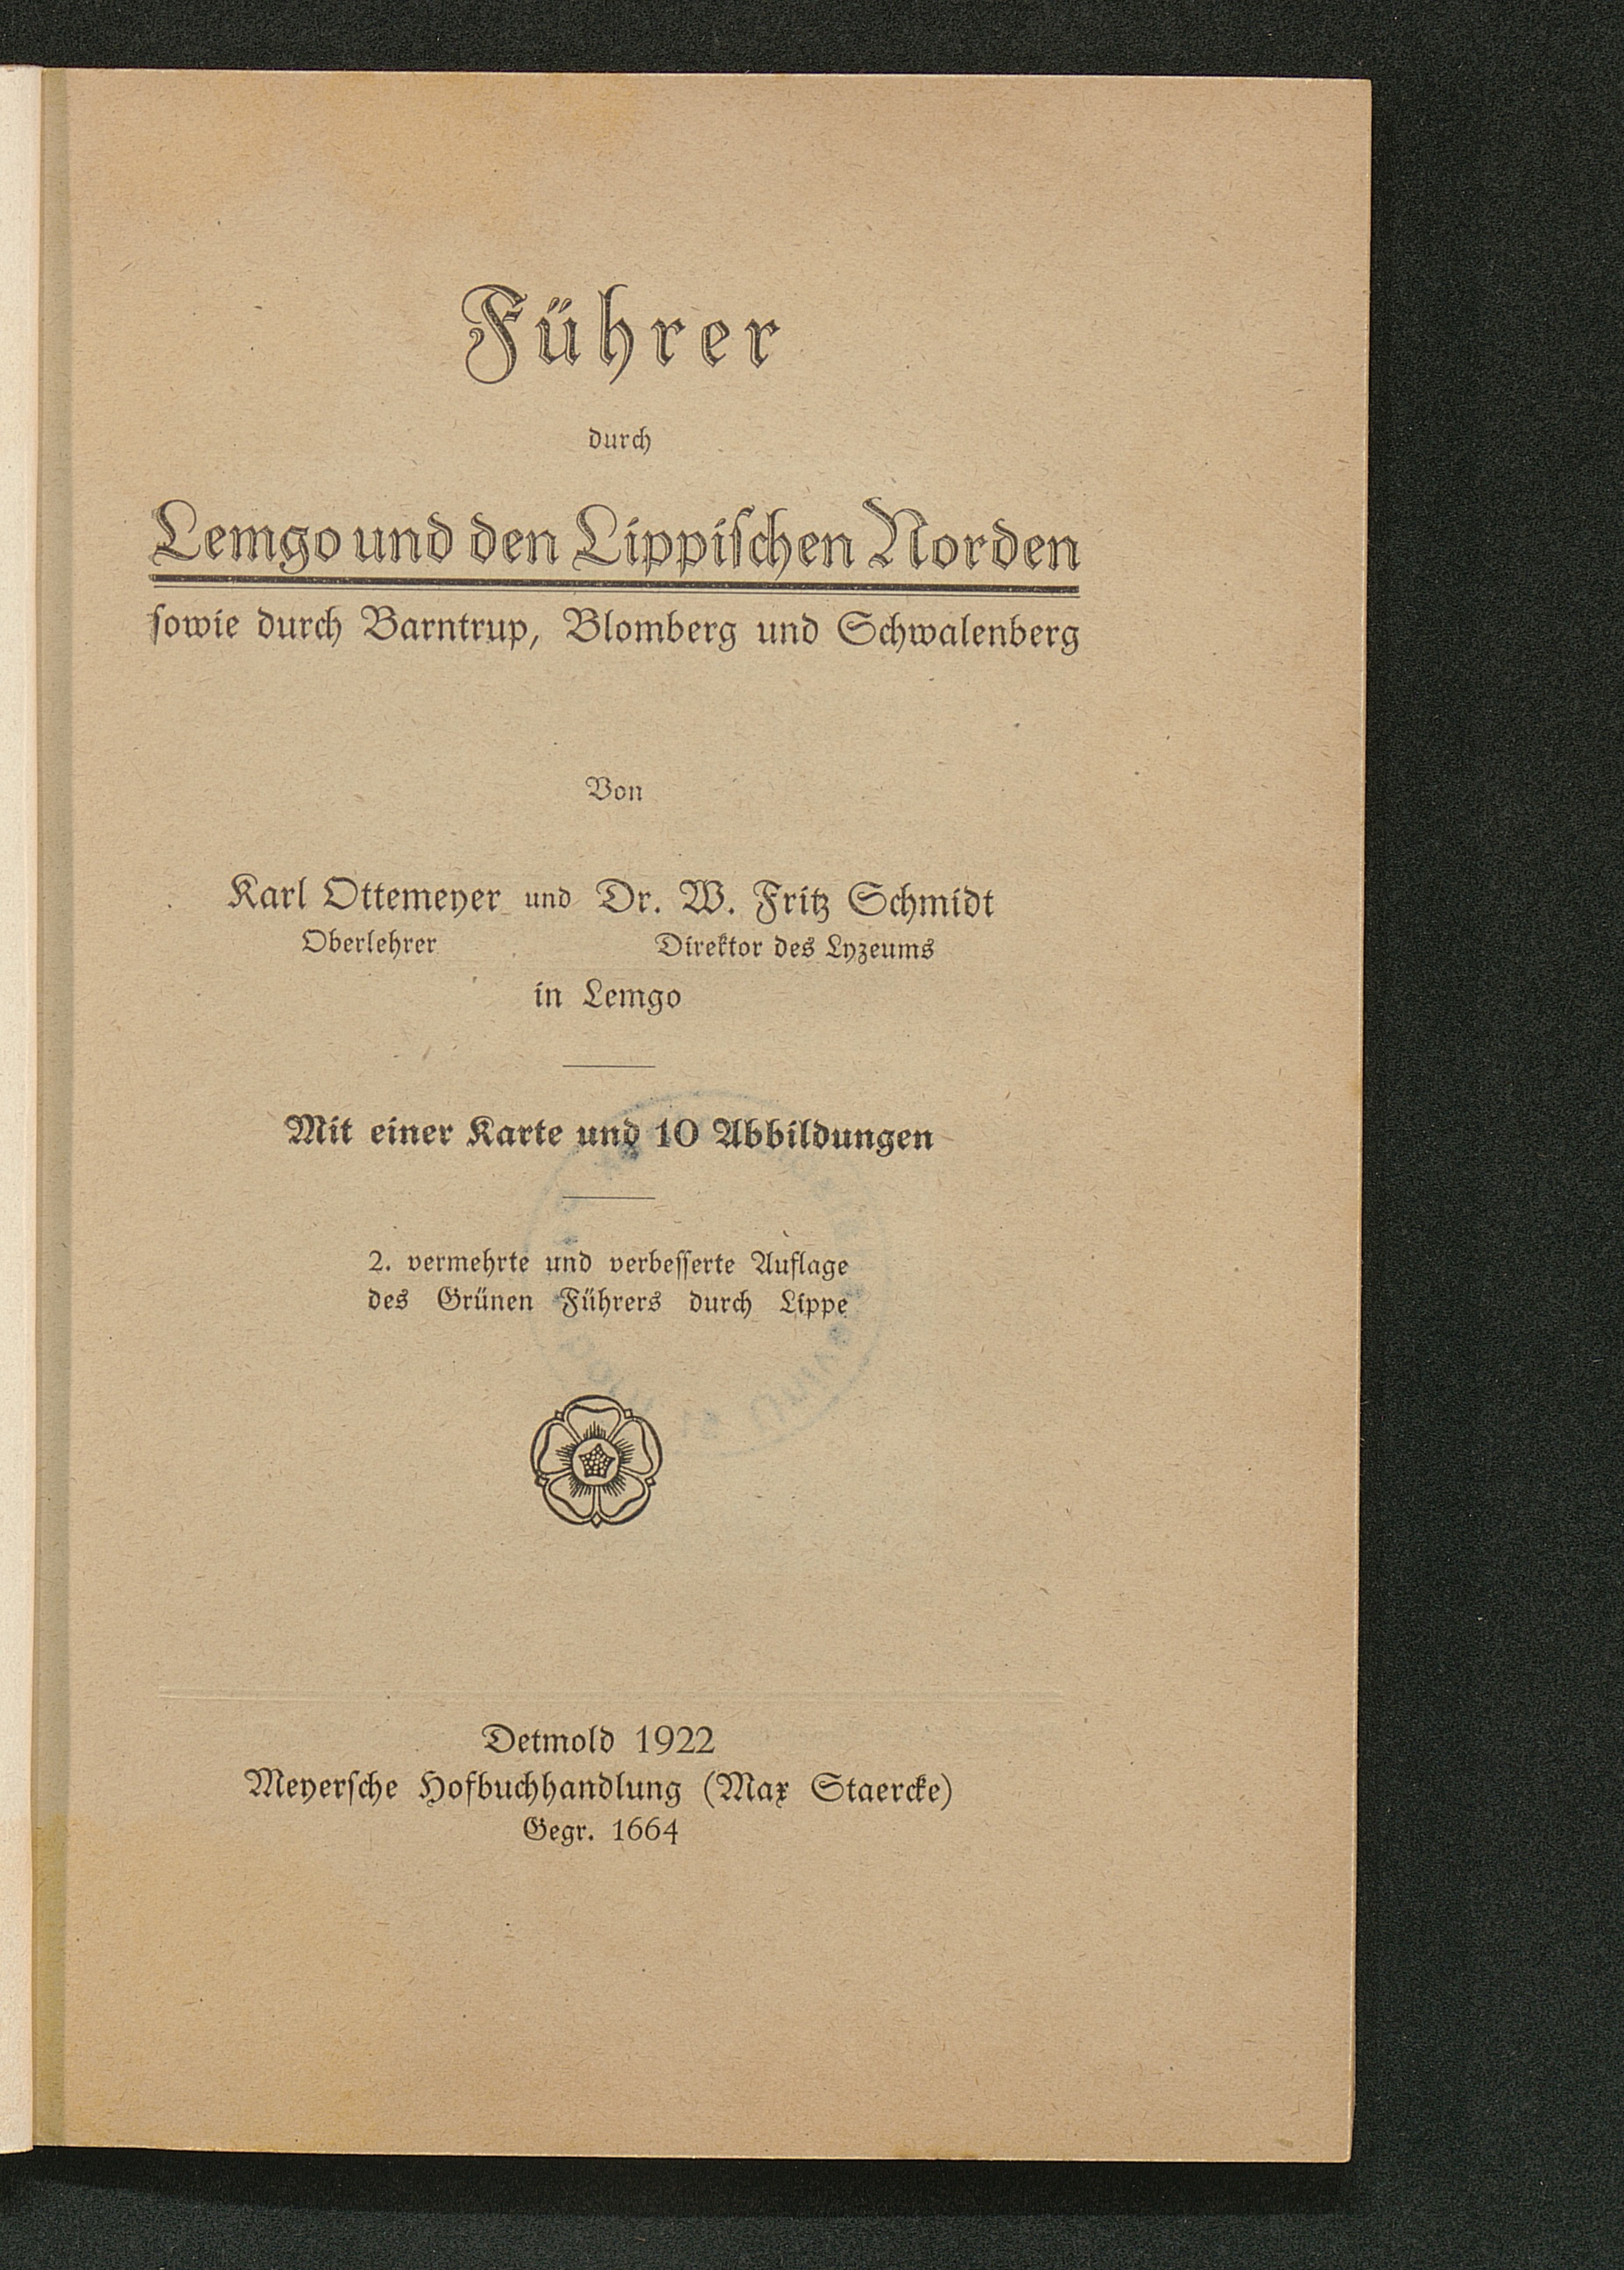 Führer
durch
Lemgo und den Lippiſchen Norden
ſowie durch Barntrup, Blomberg und Schwalenberg
Von
Karl Ottemeyer und Dr. W. Fritz Schmidt
Oberlehrer Direktor des Lyzeums
in Lemgo
Mit einer Karte und 10 Abbildungen
2. vermehrte und verbeſſerte Auflage
des Grünen Führers durch Lippe
Detmold 1922
Meyerſche Hofbuchhandlung (Max Staercke)
Gegr. 1664